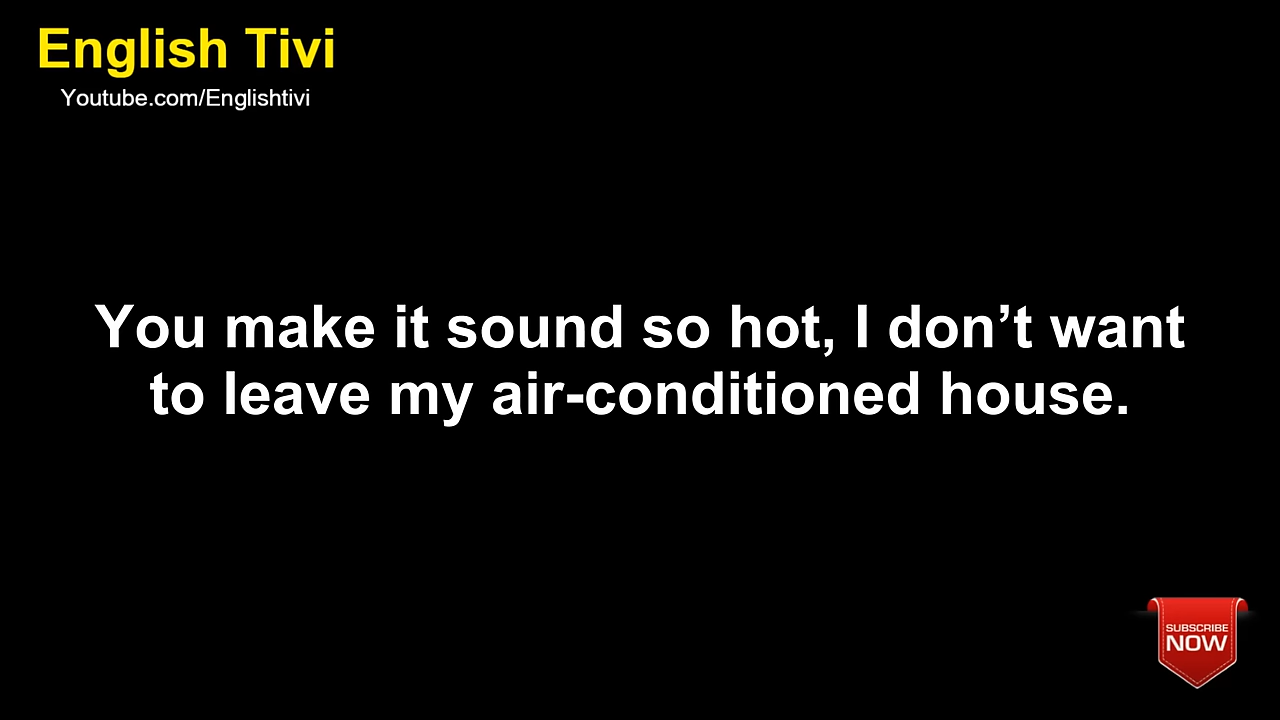 English Tivi
Youtube.com/Englishtivi
You make it sound so hot, I don’t want
to leave my air-conditioned house.
SUBSCRIBE
NOW